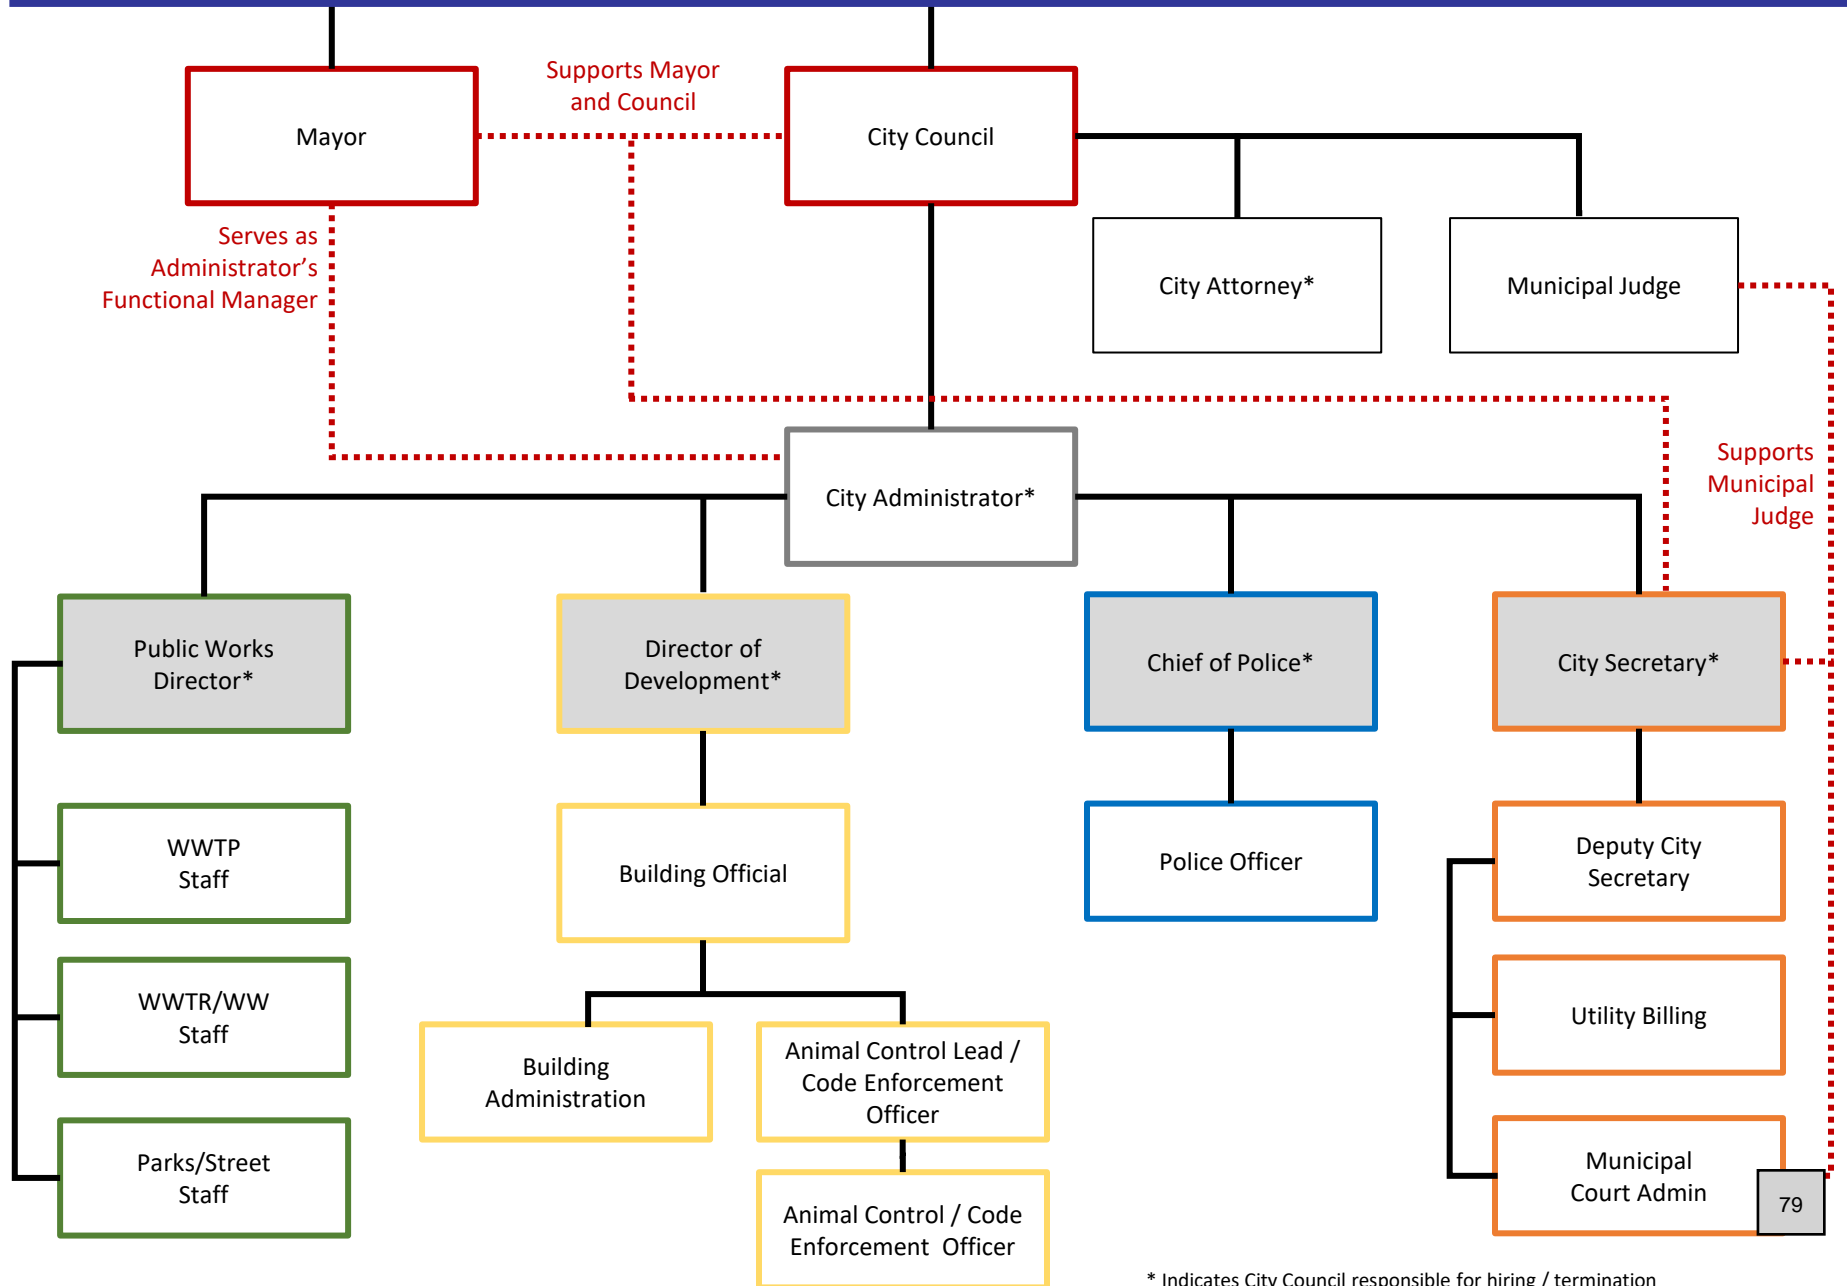 Supports Mayor
and Council
Mayor
City Council
Serves as
Administrator’s
Functional Manager
City Attorney*
Municipal Judge
Supports
Municipal
Judge
City Administrator*
Public Works
Director*
Director of
Development*
Chief of Police*
City Secretary*
WWTP
Staff
Building Official
Police Officer
Deputy City
Secretary
WWTR/WW
Staff
Utility Billing
Building
Administration
Animal Control Lead /
Code Enforcement
Officer
Parks/Street
Staff
Animal Control / Code
Enforcement Officer
Municipal
Court Admin
79
* Indicates City Council responsible for hiring / termination